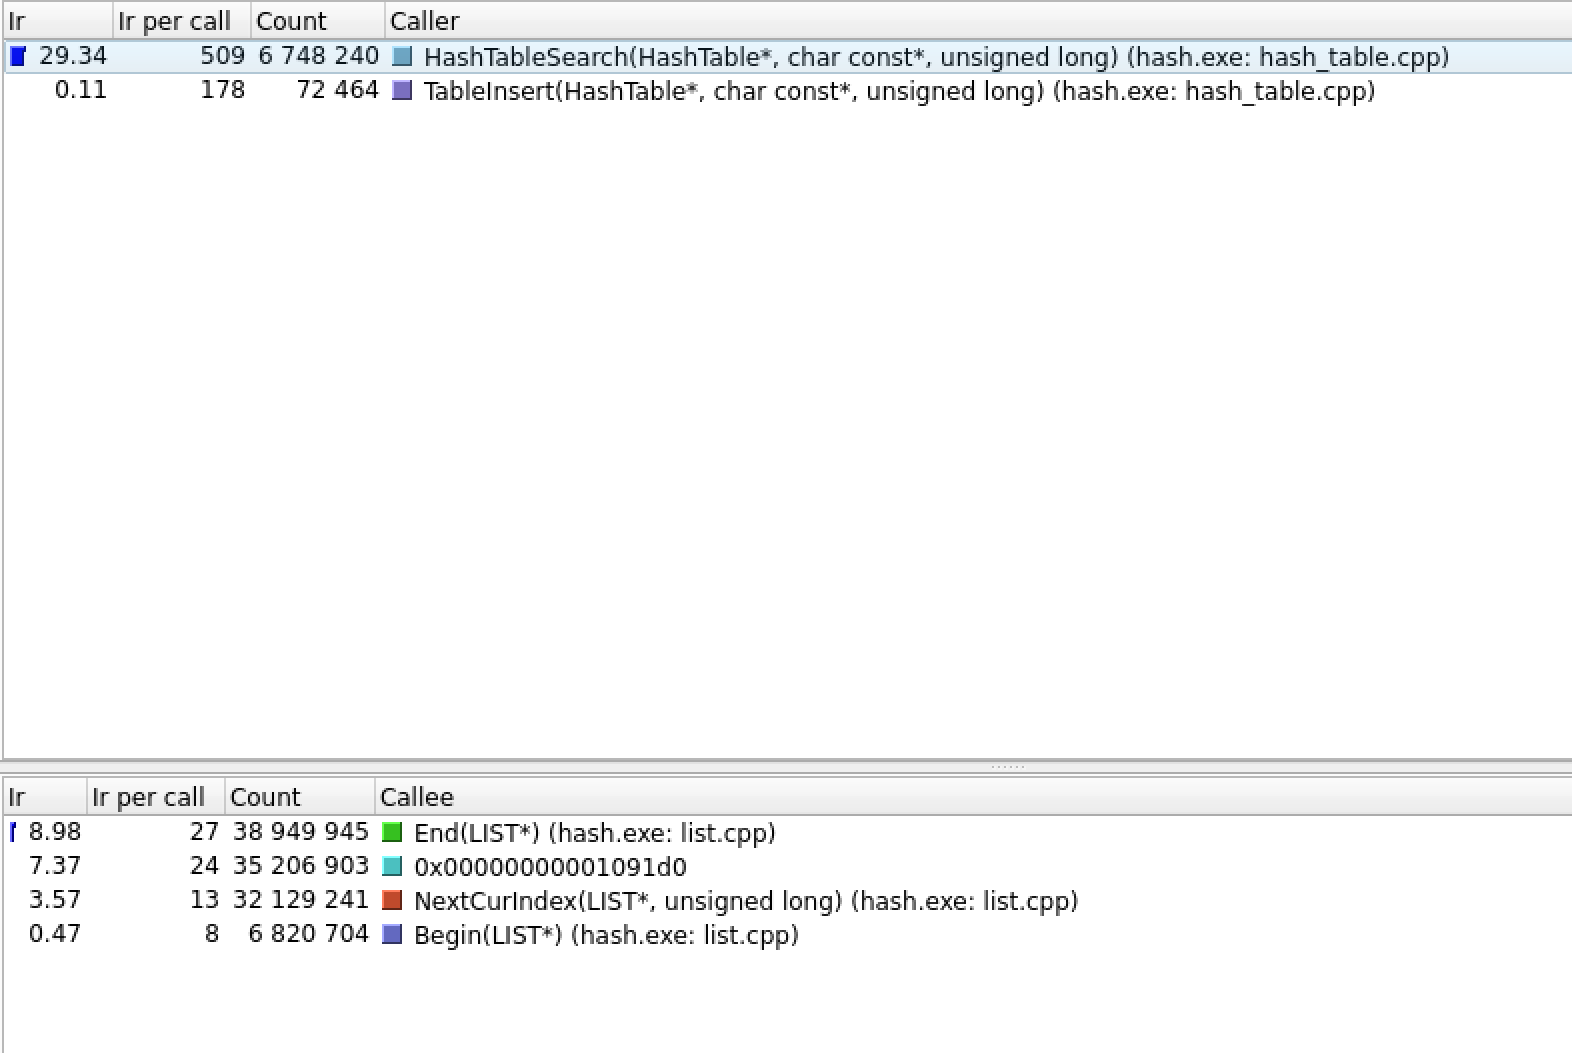 Ir Ir per call Count Caller
29.34 509 6 748 240 HashTableSearch(HashTable*, char const*, unsigned long) (hash.exe: hash_table.cpp)
0.11 178 72 464 TableInsert(HashTable*, char const*, unsigned long) (hash.exe: hash_table.cpp)
Ir Ir per call Count Callee
8.98 27 38 949 945 End(LIST*) (hash.exe: list.cpp)
7.37 24 35 206 903 0x00000000001091d0
3.57 13 32 129 241 NextCurIndex(LIST*, unsigned long) (hash.exe: list.cpp)
0.47 8 6 820 704 Begin(LIST*) (hash.exe: list.cpp)